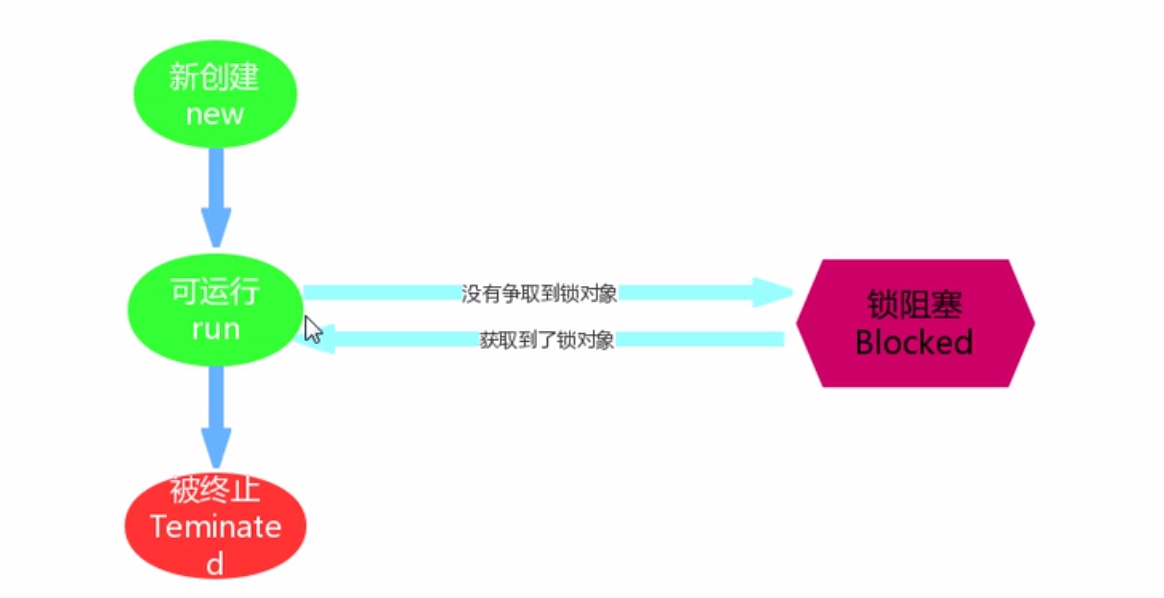 新创建
new
可运行
run
没有争取到锁对象
获取到了锁对象
锁阻塞
Blocked
被终止
Teminate
d